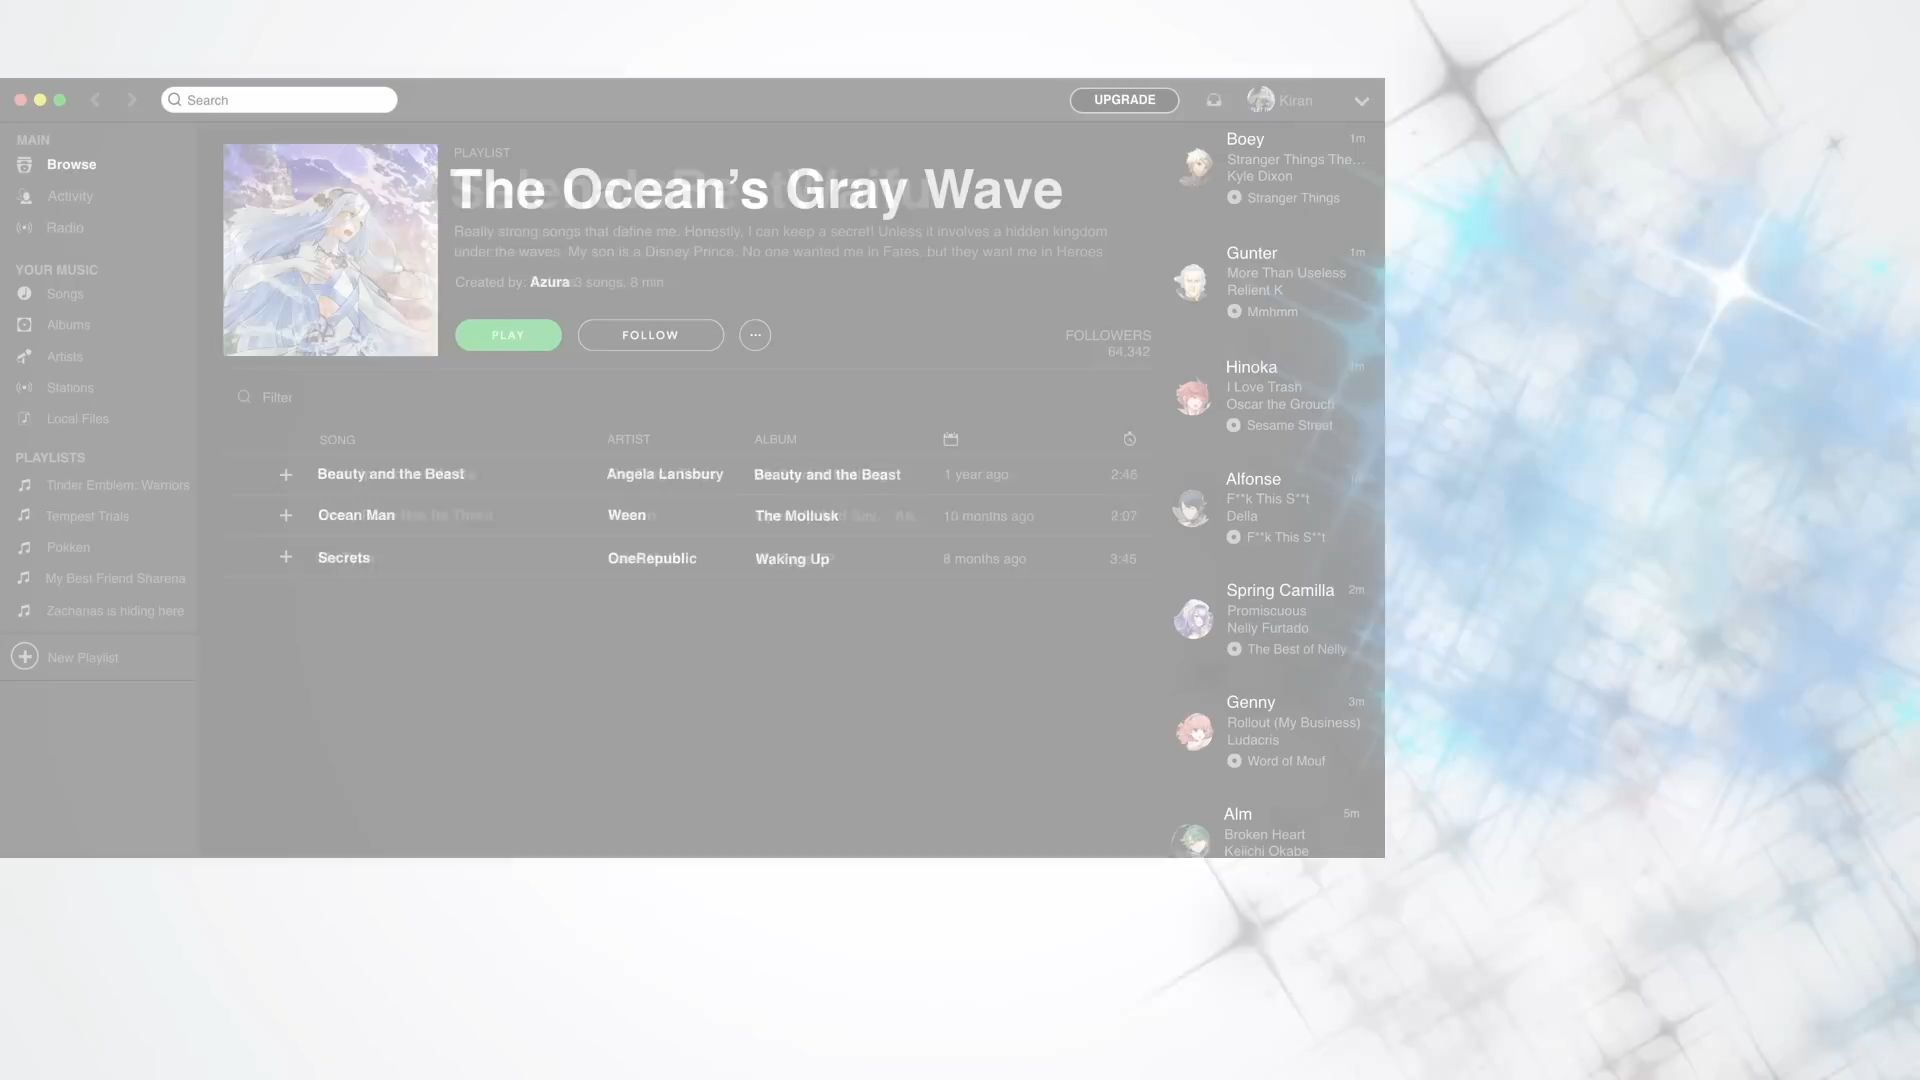 Search
UPGRADE
Kiran
MAIN
Browse
Activity
Radio
YOUR MUSIC
Songs
Albums
Artists
Stations
Local Files
PLAYLISTS
Tinder Emblem: Warriors
Tempest Trials
Pokken
My Best Friend Sharena
Zacharias is hiding here
New Playlist
PLAYLIST
The Ocean's Gray Wave
Really strong songs that define me. Honestly, I can keep a secret! Unless it involves a hidden kingdom
under the waves. My son is a Disney Prince. No one wanted me in Fates, but they want me in Heroes
Created by: Azura 3 songs, 8 min
PLAY
FOLLOW
FOLLOWERS
64,342
Filter
SONG ARTIST ALBUM
Beauty and the Beast Angela Lansbury Beauty and the Beast 1 year ago 2:46
Ocean Man Ween The Mollusk 10 months ago 2:07
Secrets OneRepublic Waking Up 8 months ago 3:45
Boey 1m
Stranger Things The...
Kyle Dixon
Stranger Things
Gunter 1m
More Than Useless
Relient K
Mmhmm
Hinoka 1m
I Love Trash
Oscar the Grouch
Sesame Street
Alfonse
F**k This S**t
Della
F**k This S**t
Spring Camilla 2m
Promiscuous
Nelly Furtado
The Best of Nelly
Genny 3m
Rollout (My Business)
Ludacris
Word of Mouf
Alm 5m
Broken Heart
Keiichi Okabe